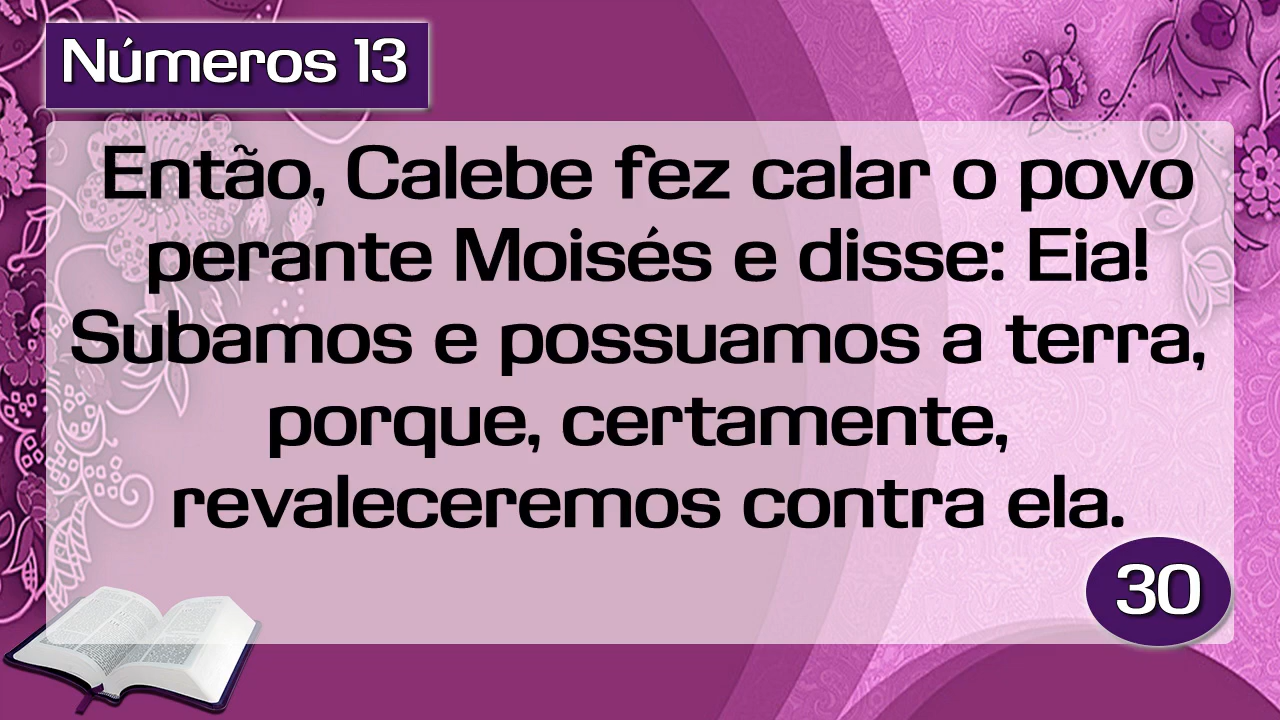 Números 13
Então, Calebe fez calar o povo
perante Moisés e disse: Eia!
Subamos e possuamos a terra,
porque, certamente,
revaleceremos contra ela.
30